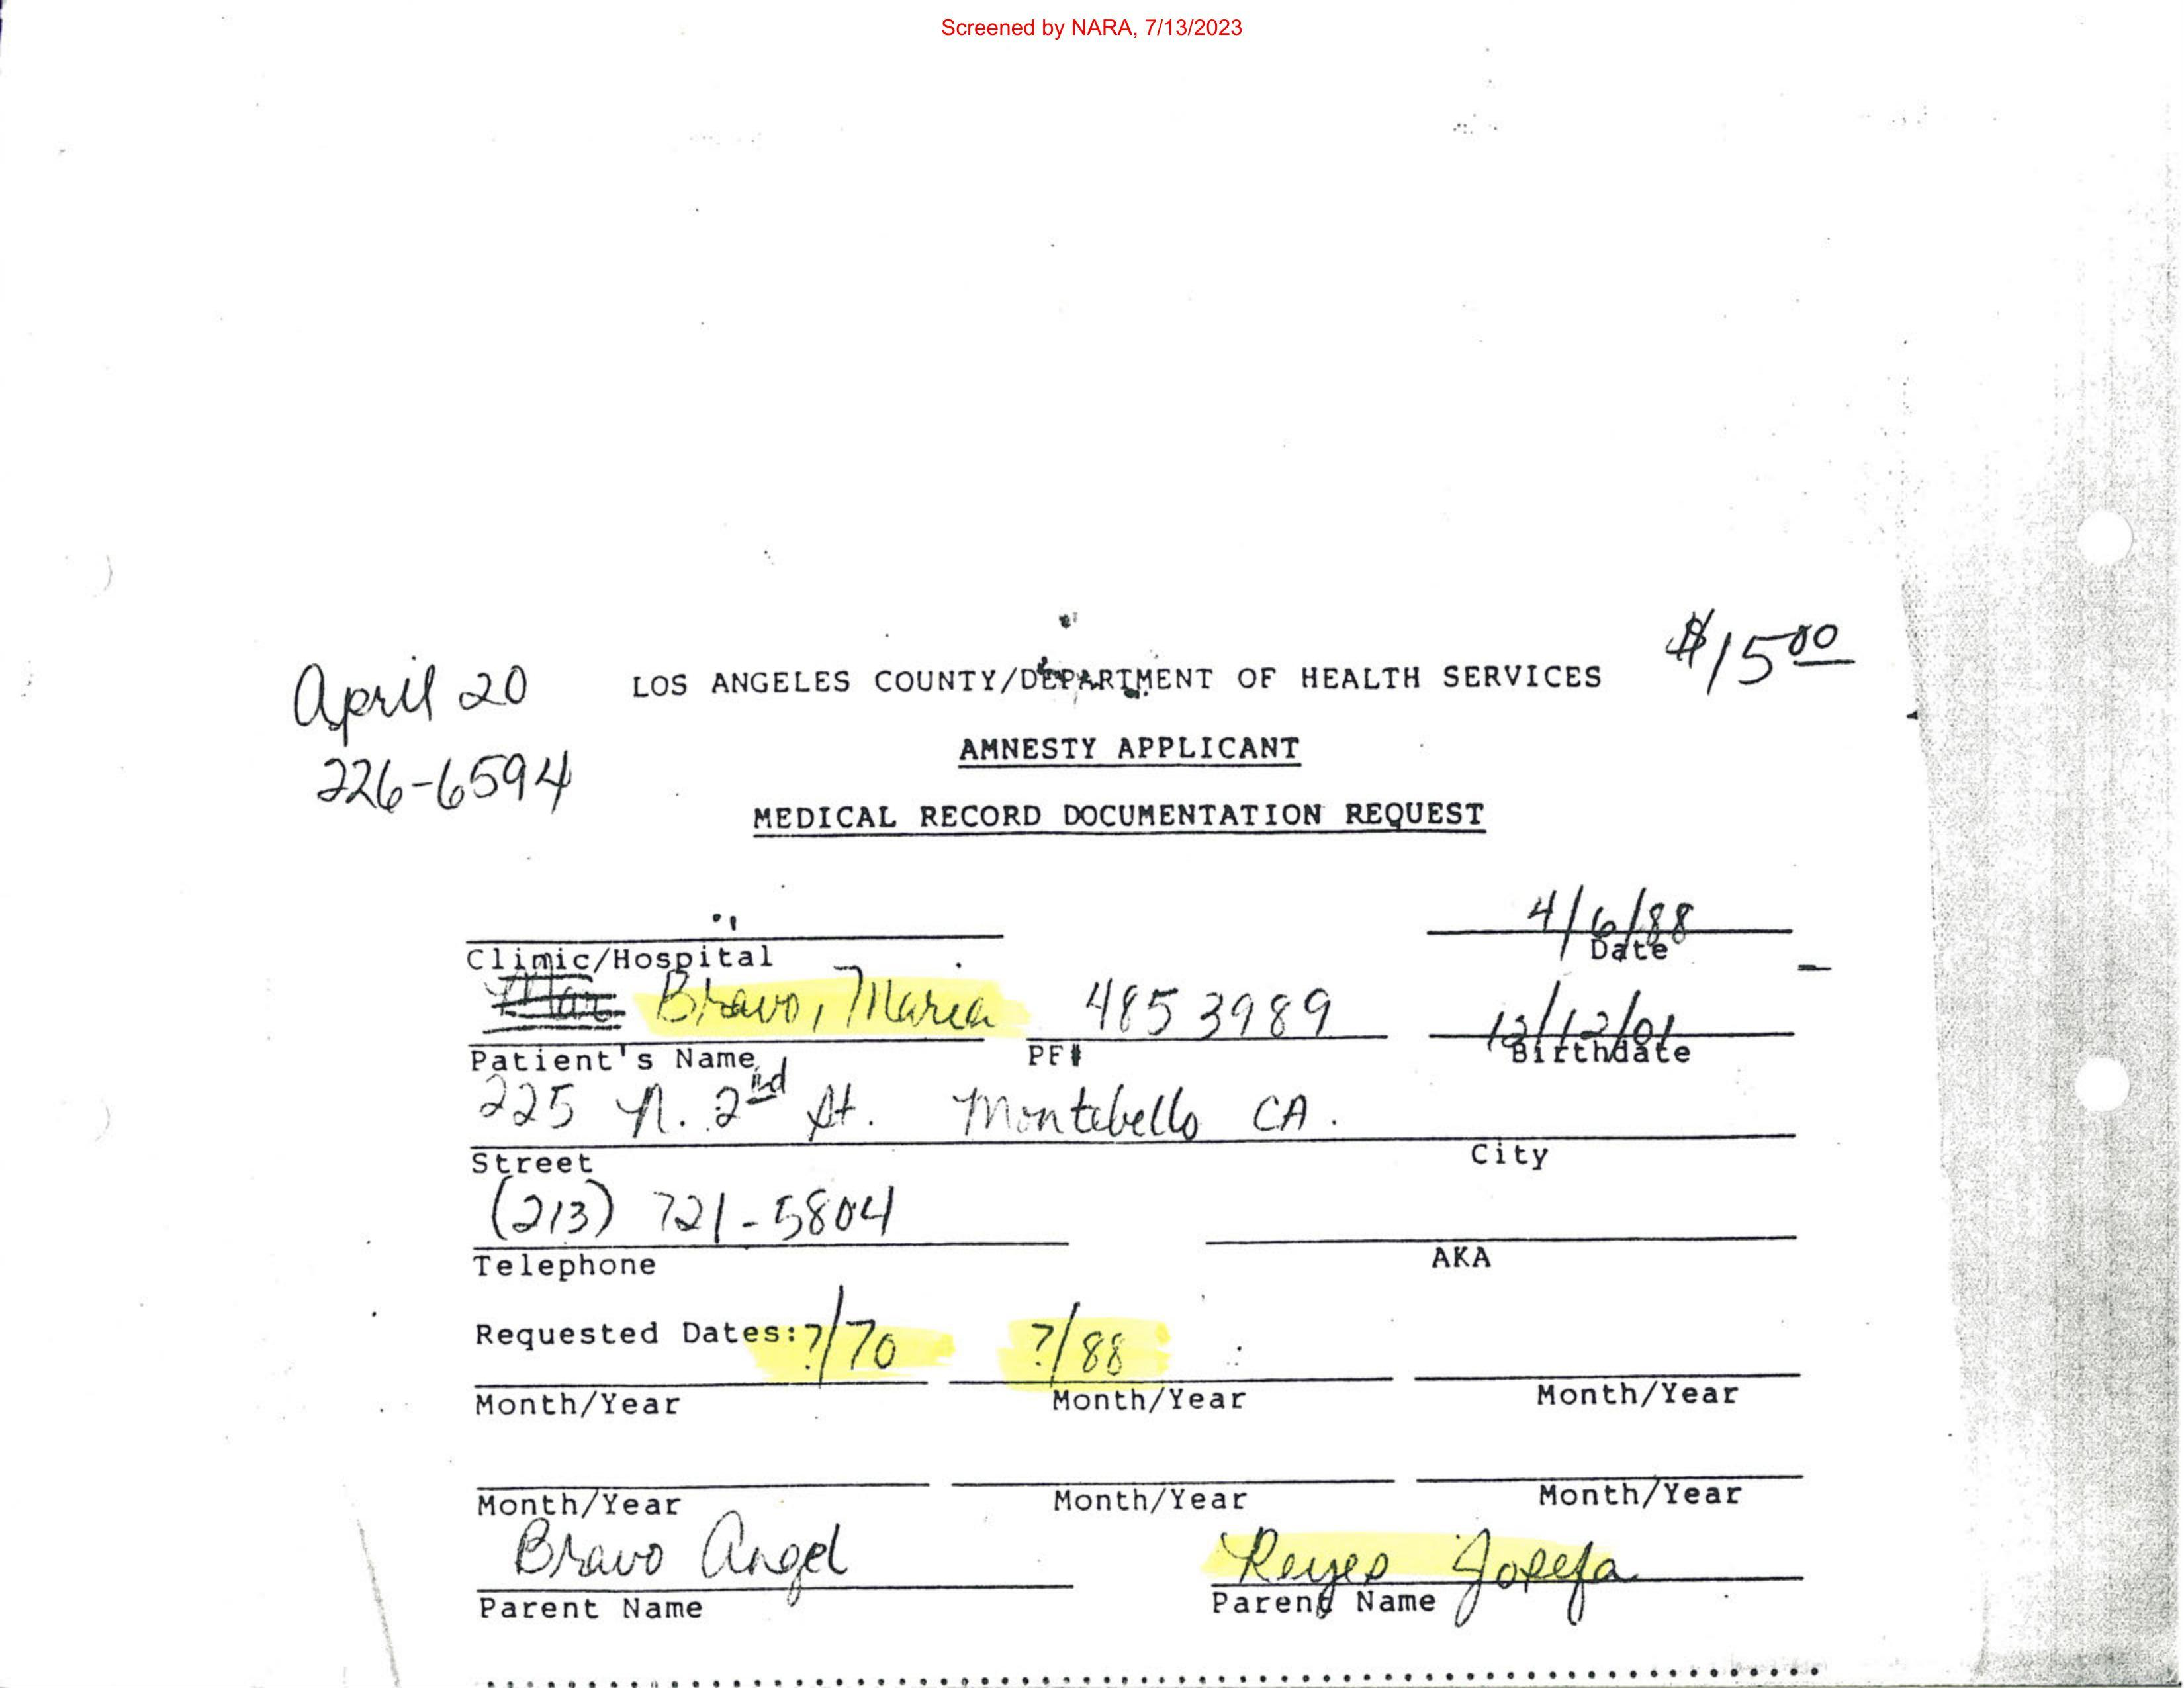 Screened by NARA, 7/13/2023
$15.00
April 20 LOS ANGELES COUNTY/DEPARTMENT OF HEALTH SERVICES
AMNESTY APPLICANT
226-6594
MEDICAL RECORD DOCUMENTATION REQUEST
4/6/88
Clinic/Hospital Date
Bravo, Maria 4853989 12/12/01
Patient's Name PF# Birthdate
225 N. 2nd St. Montebello CA.
Street City
(213) 721-5804
Telephone AKA
Requested Dates: ?/70 ?/88
Month/Year Month/Year Month/Year
Month/Year Month/Year Month/Year
Bravo Angel Reyes Josefa
Parent Name Parent Name